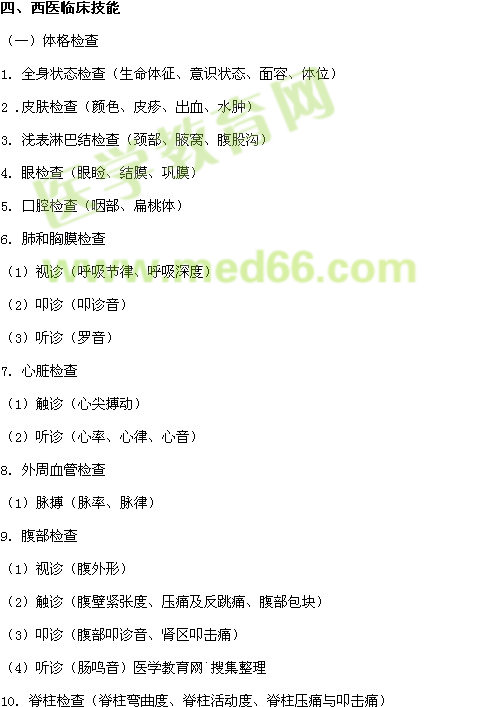 四、西医临床技能
（一）体格检查
1. 全身状态检查（生命体征、意识状态、面容、体位）
2 .皮肤检查（颜色、皮疹、出血、水肿）
3. 浅表淋巴结检查（颈部、腋窝、腹股沟）
4. 眼检查（眼睑、结膜、巩膜）
5. 口腔检查（咽部、扁桃体）
6. 肺和胸膜检查
（1）视诊（呼吸节律、呼吸深度）
（2）叩诊（叩诊音）
（3）听诊（罗音）
7. 心脏检查
（1）触诊（心尖搏动）
（2）听诊（心率、心律、心音）
8. 外周血管检查
（1）脉搏（脉率、脉律）
9. 腹部检查
（1）视诊（腹外形）
（2）触诊（腹壁紧张度、压痛及反跳痛、腹部包块）
（3）叩诊（腹部叩诊音、肾区叩击痛）
（4）听诊（肠鸣音）医学教育网 搜集整理
10. 脊柱检查（脊柱弯曲度、脊柱活动度、脊柱压痛与叩击痛）
医学教育网
www.med66.com